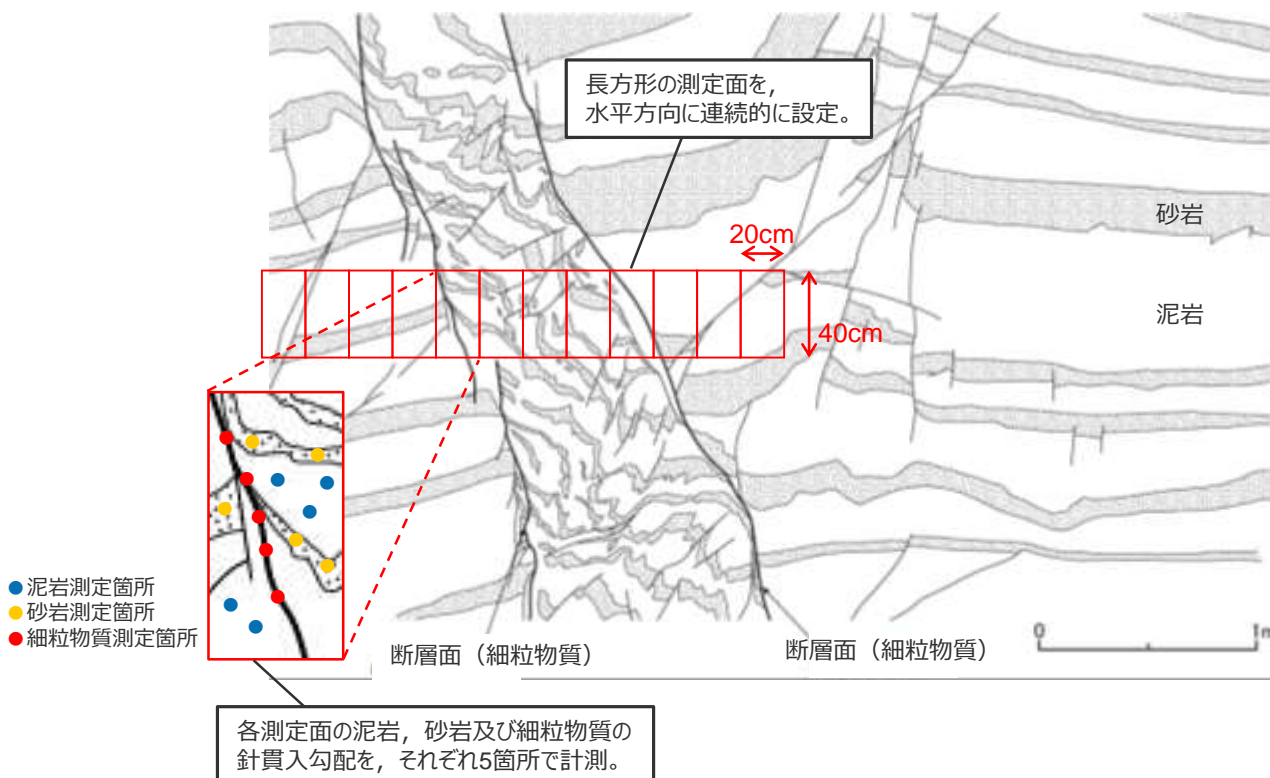 長方形の測定面を，
水平方向に連続的に設定。
砂岩
20cm
泥岩
40cm
泥岩測定箇所
砂岩測定箇所
細粒物質測定箇所
断層面（細粒物質）
断層面（細粒物質）
0
1m
各測定面の泥岩，砂岩及び細粒物質の
針貫入勾配を，それぞれ5箇所で計測。